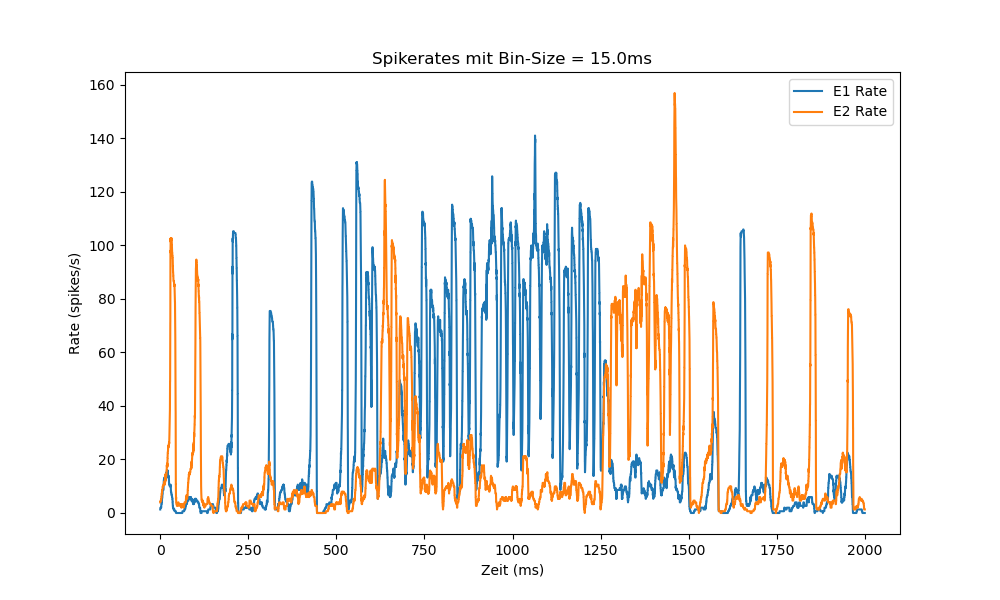 Spikerates mit Bin-Size = 15.0ms
E1 Rate
E2 Rate
160
140
120
100
80
60
40
20
0
Rate (spikes/s)
0 250 500 750 1000 1250 1500 1750 2000
Zeit (ms)